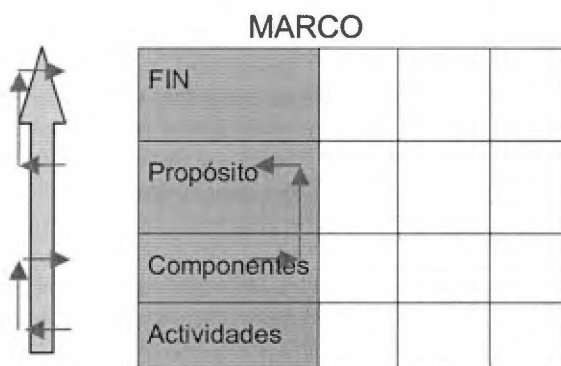 MARCO
FIN
Propósito
Componentes
Actividades